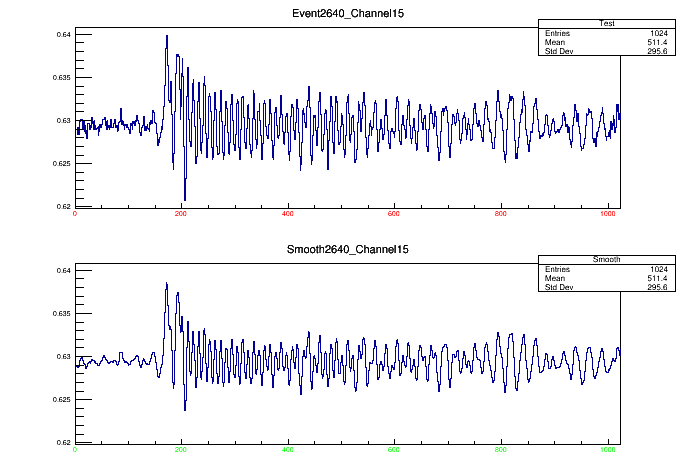 Event2640_Channel15
Test
Entries 1024
Mean 511.4
Std Dev 295.6
0.64
0.635
0.63
0.625
0.62
0 200 400 600 800 1000
Smooth2640_Channel15
Smooth
Entries 1024
Mean 511.4
Std Dev 295.6
0.64
0.635
0.63
0.625
0.62
0 200 400 600 800 1000